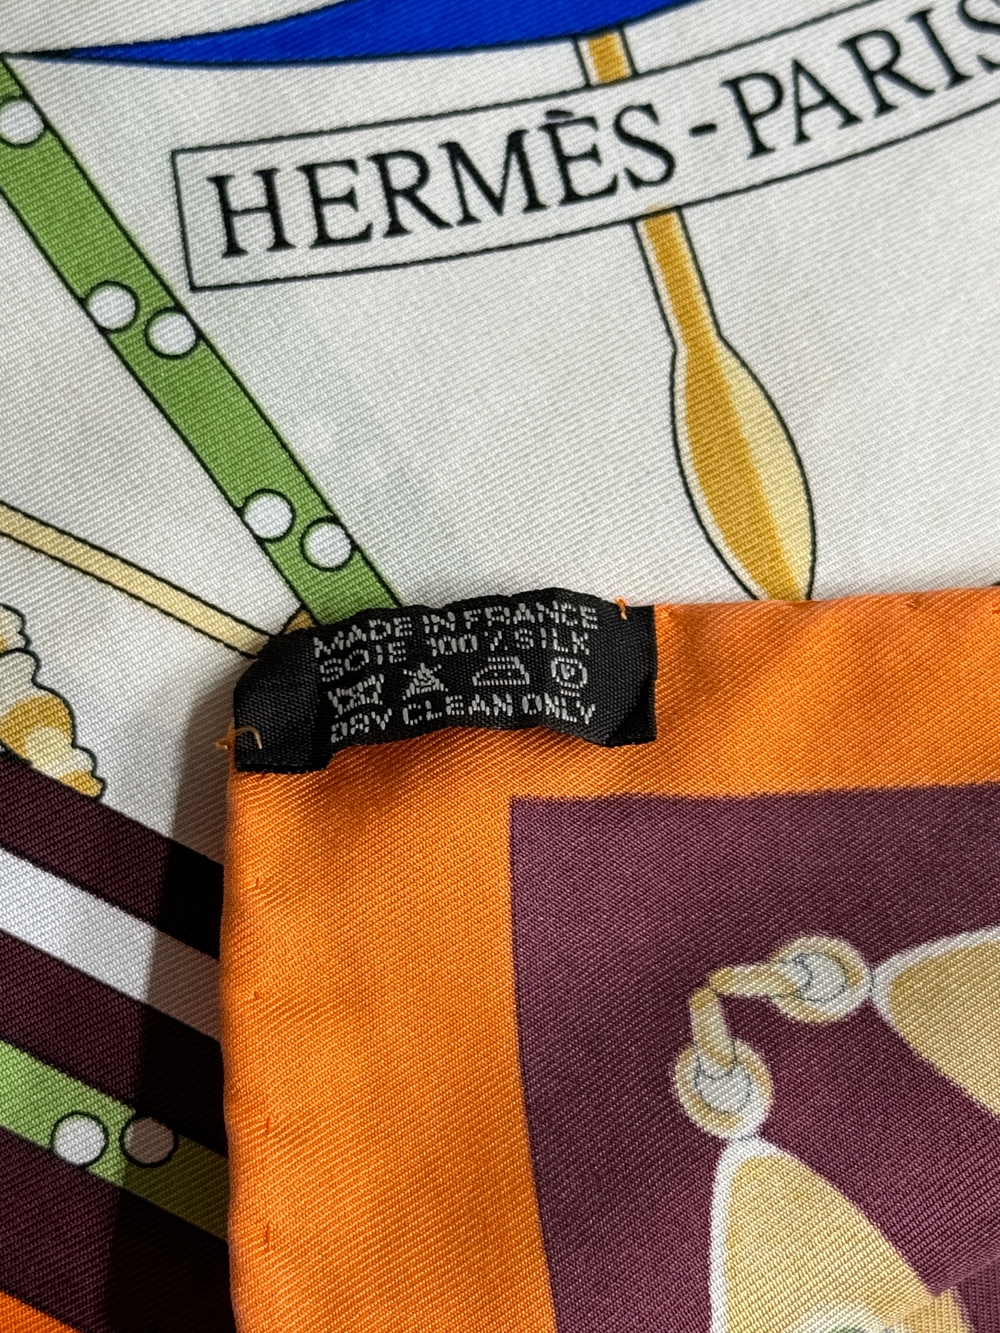 HERMÈS-PARIS
MADE IN FRANCE
SOIE 100% SILK
DRY CLEAN ONLY